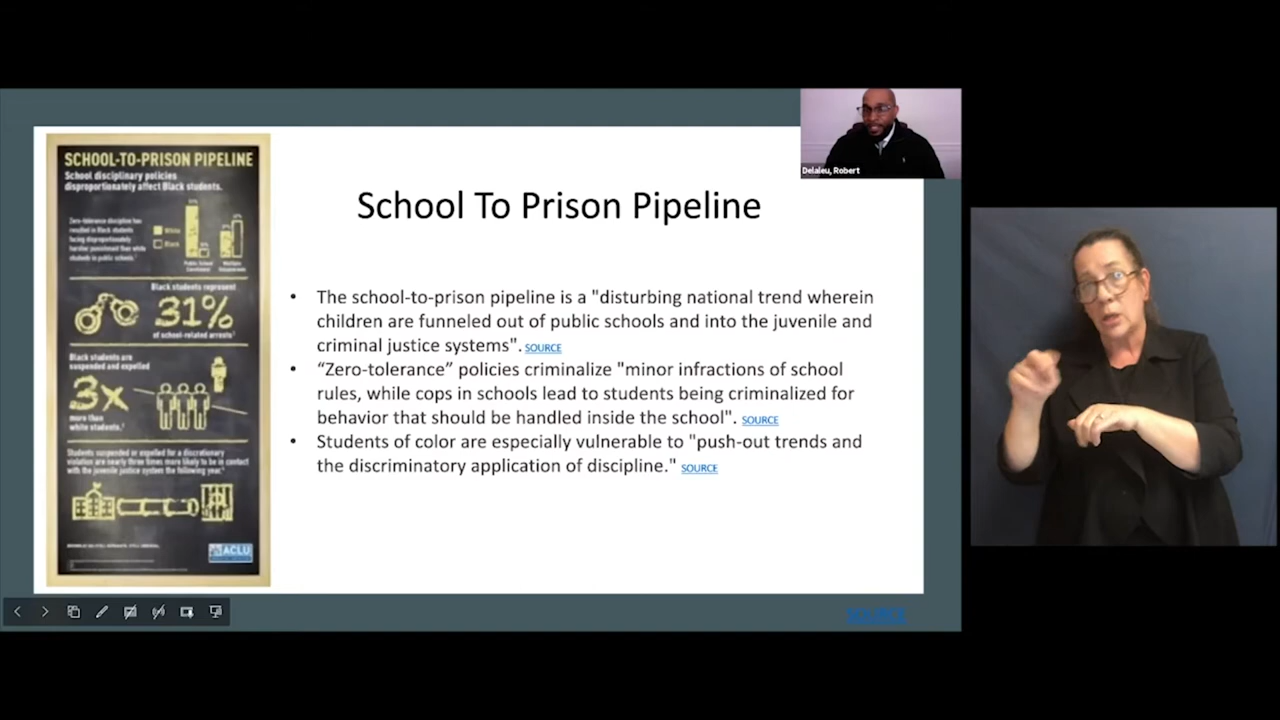 SCHOOL-TO-PRISON PIPELINE
School disciplinary policies
disproportionately affect Black students.
Zero-tolerance discipline has
resulted in Black students
facing disproportionately
harsher punishment than white
students in public schools.
White
Black
Black students represent
31%
of school-related arrests
Black students are
suspended and expelled
3x
more than
white students.
Students suspended or expelled for a discretionary
violation are nearly three times more likely to be in contact
with the juvenile justice system the following year.
ACLU
School To Prison Pipeline
• The school-to-prison pipeline is a "disturbing national trend wherein
children are funneled out of public schools and into the juvenile and
criminal justice systems". SOURCE
• “Zero-tolerance” policies criminalize "minor infractions of school
rules, while cops in schools lead to students being criminalized for
behavior that should be handled inside the school". SOURCE
• Students of color are especially vulnerable to "push-out trends and
the discriminatory application of discipline." SOURCE
SOURCE
Delaleu, Robert